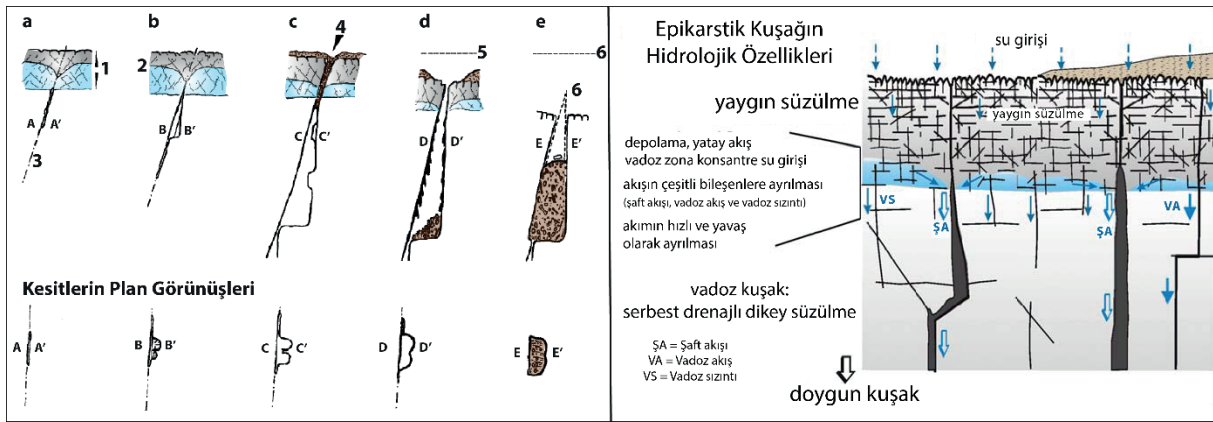 a b c d e
4
1
2
5
6
6
3
A A'
B B'
C C'
D D'
E E'
Kesitlerin Plan Görünüşleri
A A'
B B'
C C'
D D'
E E'
Epikarstik Kuşağın
Hidrolojik Özellikleri
su girişi
yaygın süzülme
yaygın süzülme
depolama, yatay akış
vadoz zona konsantre su girişi
akışın çeşitli bileşenlere ayrılması
(şaft akışı, vadoz akış ve vadoz sızıntı)
akımın hızlı ve yavaş
olarak ayrılması
VS
ŞA
ŞA
VA
vadoz kuşak:
serbest drenajlı dikey süzülme
ŞA = Şaft akışı
VA = Vadoz akış
VS = Vadoz sızıntı
doygun kuşak